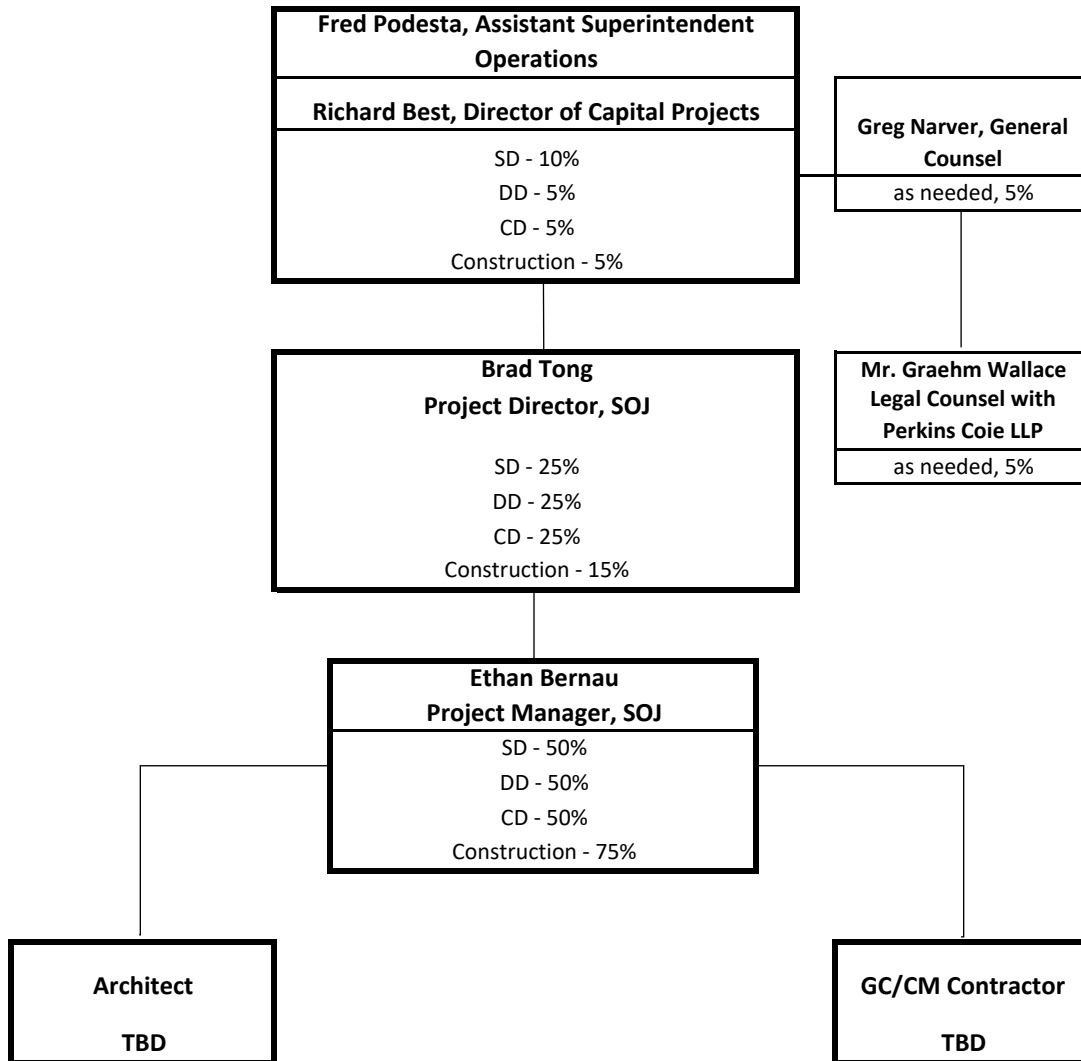 Fred Podesta, Assistant Superintendent
Operations
Richard Best, Director of Capital Projects
SD - 10%
DD - 5%
CD - 5%
Construction - 5%
Greg Narver, General
Counsel
as needed, 5%
Brad Tong
Project Director, SOJ
SD - 25%
DD - 25%
CD - 25%
Construction - 15%
Mr. Graehm Wallace
Legal Counsel with
Perkins Coie LLP
as needed, 5%
Ethan Bernau
Project Manager, SOJ
SD - 50%
DD - 50%
CD - 50%
Construction - 75%
Architect
TBD
GC/CM Contractor
TBD